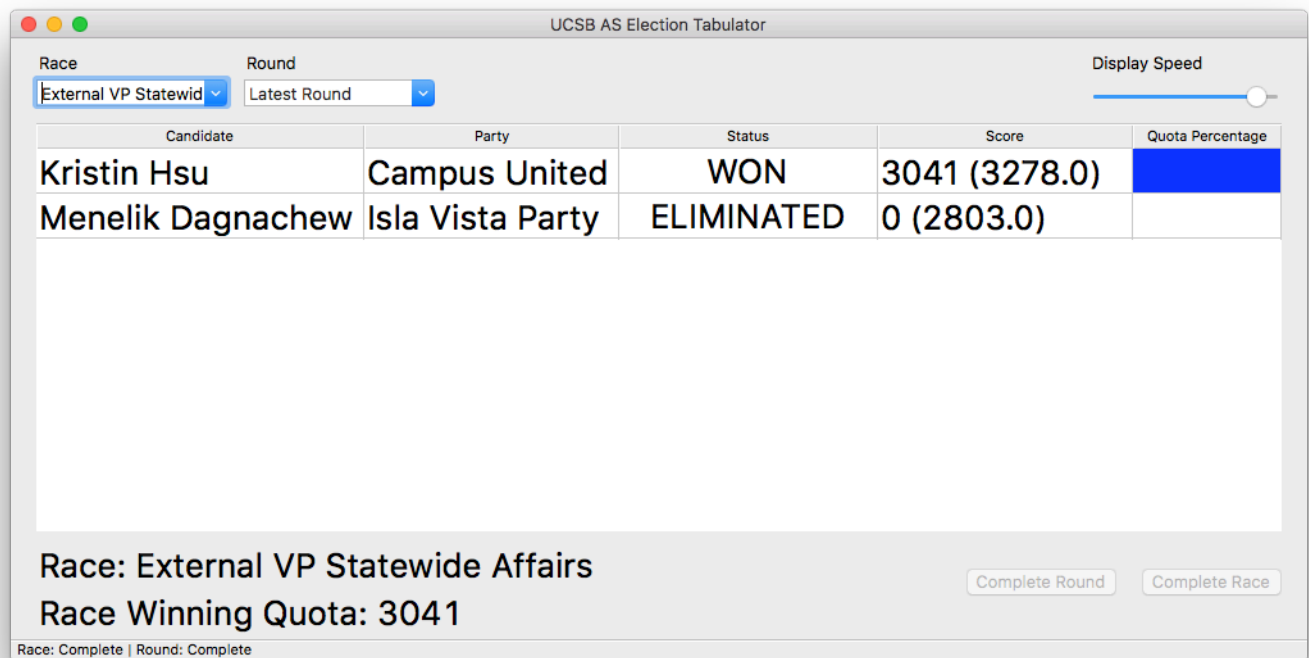 UCSB AS Election Tabulator
Race Round Display Speed
External VP Statewid Latest Round
Candidate Party Status Score Quota Percentage
Kristin Hsu Campus United WON 3041 (3278.0)
Menelik Dagnachew Isla Vista Party ELIMINATED 0 (2803.0)
Race: External VP Statewide Affairs
Complete Round Complete Race
Race Winning Quota: 3041
Race: Complete | Round: Complete